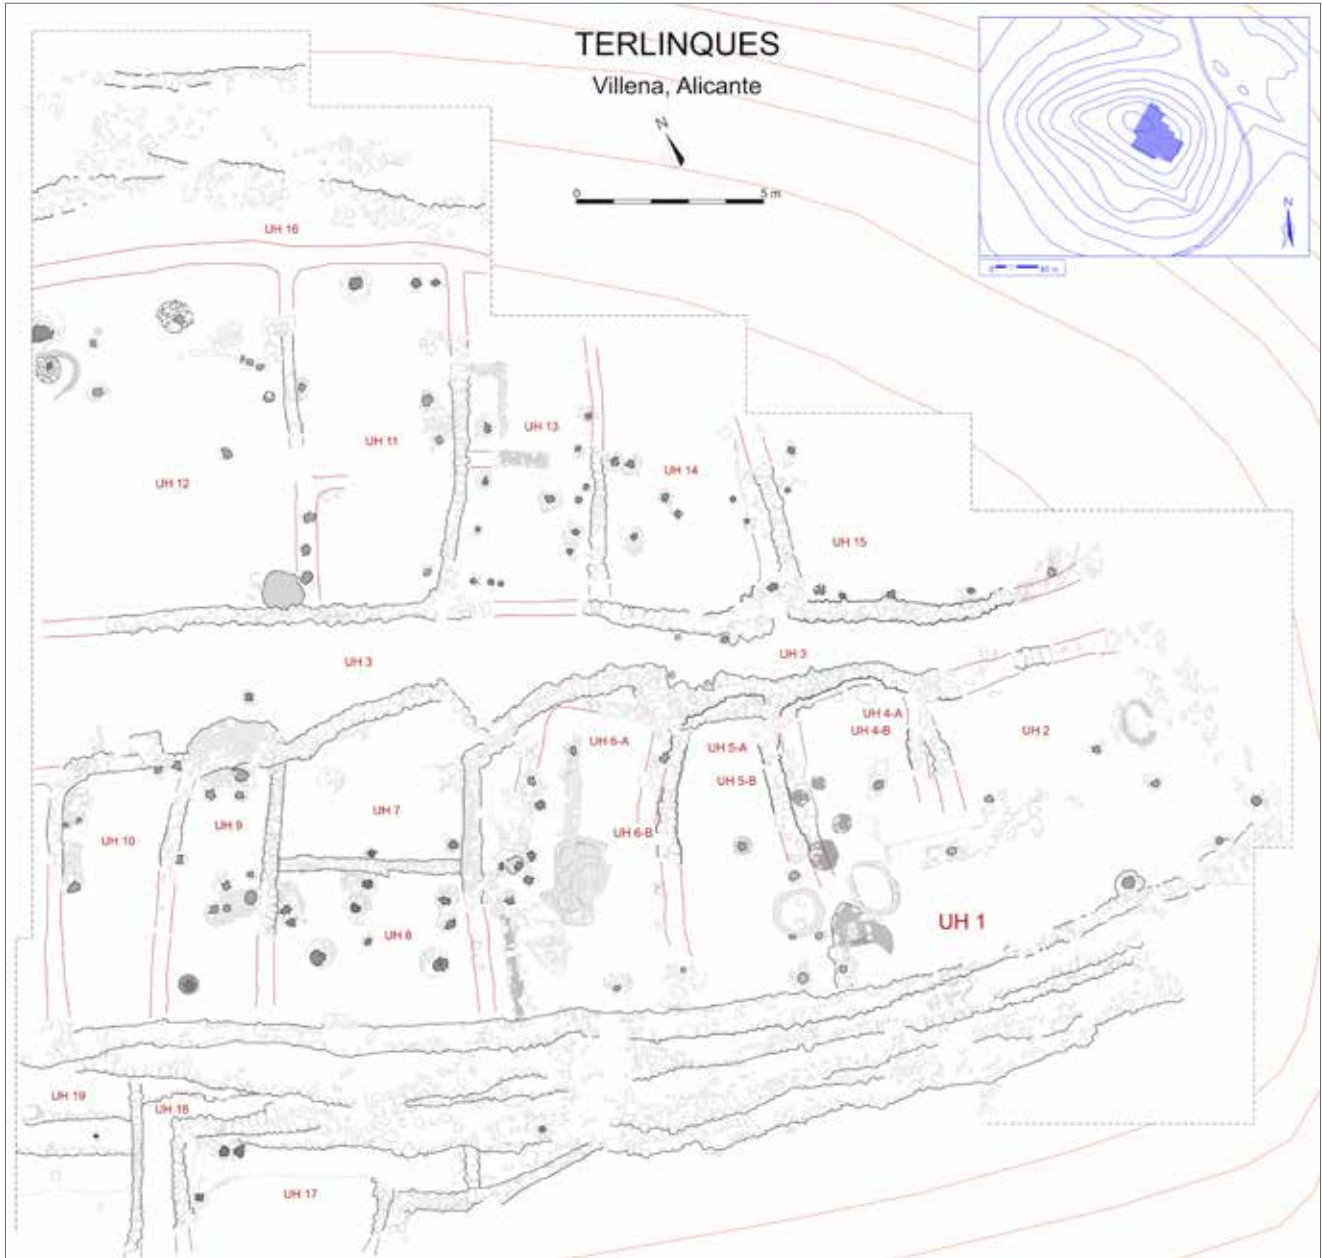 TERLINQUES
Villena, Alicante
N
0 5 m
N
0 40 m
UH 16
UH 13
UH 11
UH 14
UH 12
UH 15
UH 3
UH 3
UH 4-A
UH 4-B
UH 2
UH 6-A
UH 5-A
UH 5-B
UH 7
UH 9
UH 6-B
UH 10
UH 1
UH 8
UH 19
UH 18
UH 17